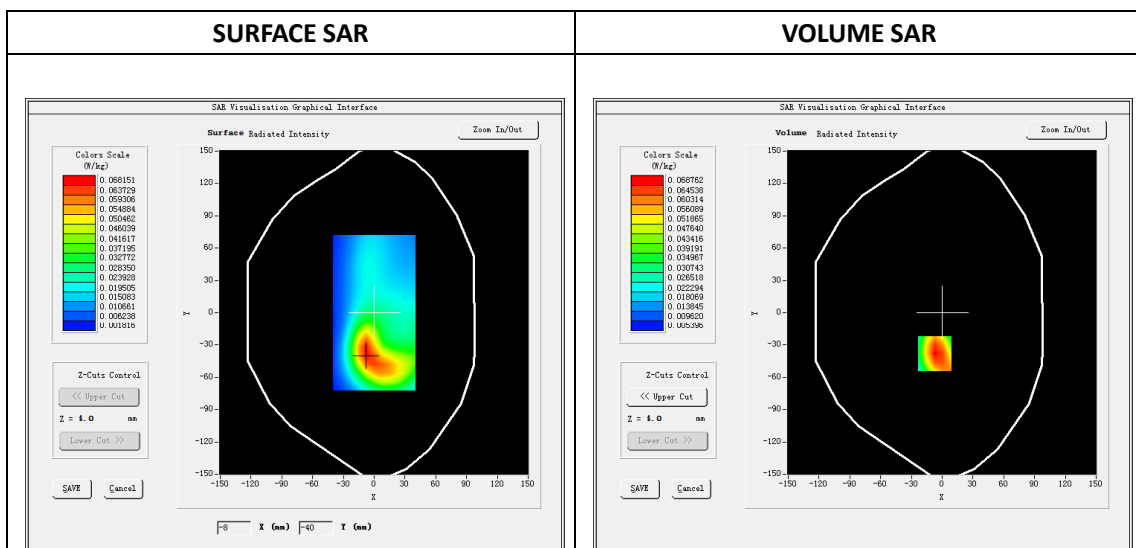 SURFACE SAR
VOLUME SAR
SAR Visualisation Graphical Interface
Surface Radiated Intensity
Zoom In/Out
Colors Scale
(W/kg)
0.068151
0.063729
0.059306
0.054884
0.050462
0.046039
0.041617
0.037195
0.032772
0.028350
0.023928
0.019505
0.015083
0.010661
0.006238
0.001816
150
120
90
60
30
0
-30
-60
-90
-120
-150
Y
-150 -120 -90 -60 -30 0 30 60 90 120 150
X
Z-Cuts Control
<< Upper Cut
Z = 4.0 mm
Lower Cut >>
SAVE Cancel
-8 X (mm) -40 Y (mm)
SAR Visualisation Graphical Interface
Volume Radiated Intensity
Zoom In/Out
Colors Scale
(W/kg)
0.068762
0.064538
0.060314
0.056089
0.051865
0.047640
0.043416
0.039191
0.034967
0.030743
0.026518
0.022294
0.018069
0.013845
0.009620
0.005396
150
120
90
60
30
0
-30
-60
-90
-120
-150
Y
-150 -120 -90 -60 -30 0 30 60 90 120 150
X
Z-Cuts Control
<< Upper Cut
Z = 4.0 mm
Lower Cut >>
SAVE Cancel